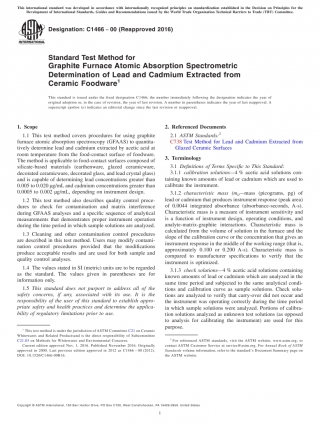 This international standard was developed in accordance with internationally recognized principles on standardization established in the Decision on Principles for the
Development of International Standards, Guides and Recommendations issued by the World Trade Organization Technical Barriers to Trade (TBT) Committee.
Designation: C1466 − 00 (Reapproved 2016)
Standard Test Method for
Graphite Furnace Atomic Absorption Spectrometric
Determination of Lead and Cadmium Extracted from
Ceramic Foodware1
This standard is issued under the fixed designation C1466; the number immediately following the designation indicates the year of
original adoption or, in the case of revision, the year of last revision. A number in parentheses indicates the year of last reapproval. A
superscript epsilon (ε) indicates an editorial change since the last revision or reapproval.
1. Scope
1.1 This test method covers procedures for using graphite
furnace atomic absorption spectroscopy (GFAAS) to quantita-
tively determine lead and cadmium extracted by acetic acid at
room temperature from the food-contact surface of foodware.
The method is applicable to food-contact surfaces composed of
silicate-based materials (earthenware, glazed ceramicware,
decorated ceramicware, decorated glass, and lead crystal glass)
and is capable of determining lead concentrations greater than
0.005 to 0.020 µg/mL and cadmium concentrations greater than
0.0005 to 0.002 µg/mL, depending on instrument design.
1.2 This test method also describes quality control proce-
dures to check for contamination and matrix interference
during GFAAS analyses and a specific sequence of analytical
measurements that demonstrates proper instrument operation
during the time period in which sample solutions are analyzed.
1.3 Cleaning and other contamination control procedures
are described in this test method. Users may modify contami-
nation control procedures provided that the modifications
produce acceptable results and are used for both sample and
quality control analyses.
1.4 The values stated in SI (metric) units are to be regarded
as the standard. The values given in parentheses are for
information only.
1.5 This standard does not purport to address all of the
safety concerns, if any, associated with its use. It is the
responsibility of the user of this standard to establish appro-
priate safety and health practices and determine the applica-
bility of regulatory limitations prior to use.
1 This test method is under the jurisdiction of ASTM Committee C21 on Ceramic
Whitewares and Related Products and is the direct responsibility of Subcommittee
C21.03 on Methods for Whitewares and Environmental Concerns.
Current edition approved Nov. 1, 2016. Published November 2016. Originally
approved in 2000. Last previous edition approved in 2012 as C1466 – 00 (2012).
DOI: 10.1520/C1466-00R16.
2. Referenced Documents
2.1 ASTM Standards:2
C738 Test Method for Lead and Cadmium Extracted from
Glazed Ceramic Surfaces
3. Terminology
3.1 Definitions of Terms Specific to This Standard:
3.1.1 calibration solutions—4 % acetic acid solutions con-
taining known amounts of lead or cadmium which are used to
calibrate the instrument.
3.1.2 characteristic mass (mo)—mass (picograms, pg) of
lead or cadmium that produces instrument response (peak area)
of 0.0044 integrated absorbance (absorbance-seconds, A-s).
Characteristic mass is a measure of instrument sensitivity and
is a function of instrument design, operating conditions, and
analyte-matrix-graphite interactions. Characteristic mass is
calculated from the volume of solution in the furnace and the
slope of the calibration curve or the concentration that gives an
instrument response in the middle of the working range (that is,
approximately 0.100 or 0.200 A-s). Characteristic mass is
compared to manufacturer specifications to verify that the
instrument is optimized.
3.1.3 check solutions—4 % acetic acid solutions containing
known amounts of lead or cadmium which are analyzed in the
same time period and subjected to the same analytical condi-
tions and calibration curve as sample solutions. Check solu-
tions are analyzed to verify that carry-over did not occur and
the instrument was operating correctly during the time period
in which sample solutions were analyzed. Portions of calibra-
tion solutions analyzed as unknown test solutions (as opposed
to analysis for calibrating the instrument) are used for this
purpose.
2 For referenced ASTM standards, visit the ASTM website, www.astm.org, or
contact ASTM Customer Service at service@astm.org. For Annual Book of ASTM
Standards volume information, refer to the standard's Document Summary page on
the ASTM website.
Copyright © ASTM International, 100 Barr Harbor Drive, PO Box C700, West Conshohocken, PA 19428-2959. United States
1